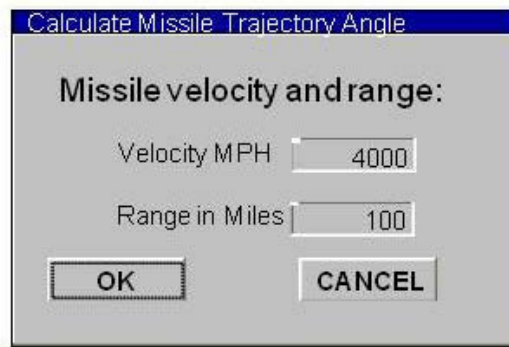 Calculate Missile Trajectory Angle
Missile velocity and range:
Velocity MPH 4000
Range in Miles 100
OK CANCEL